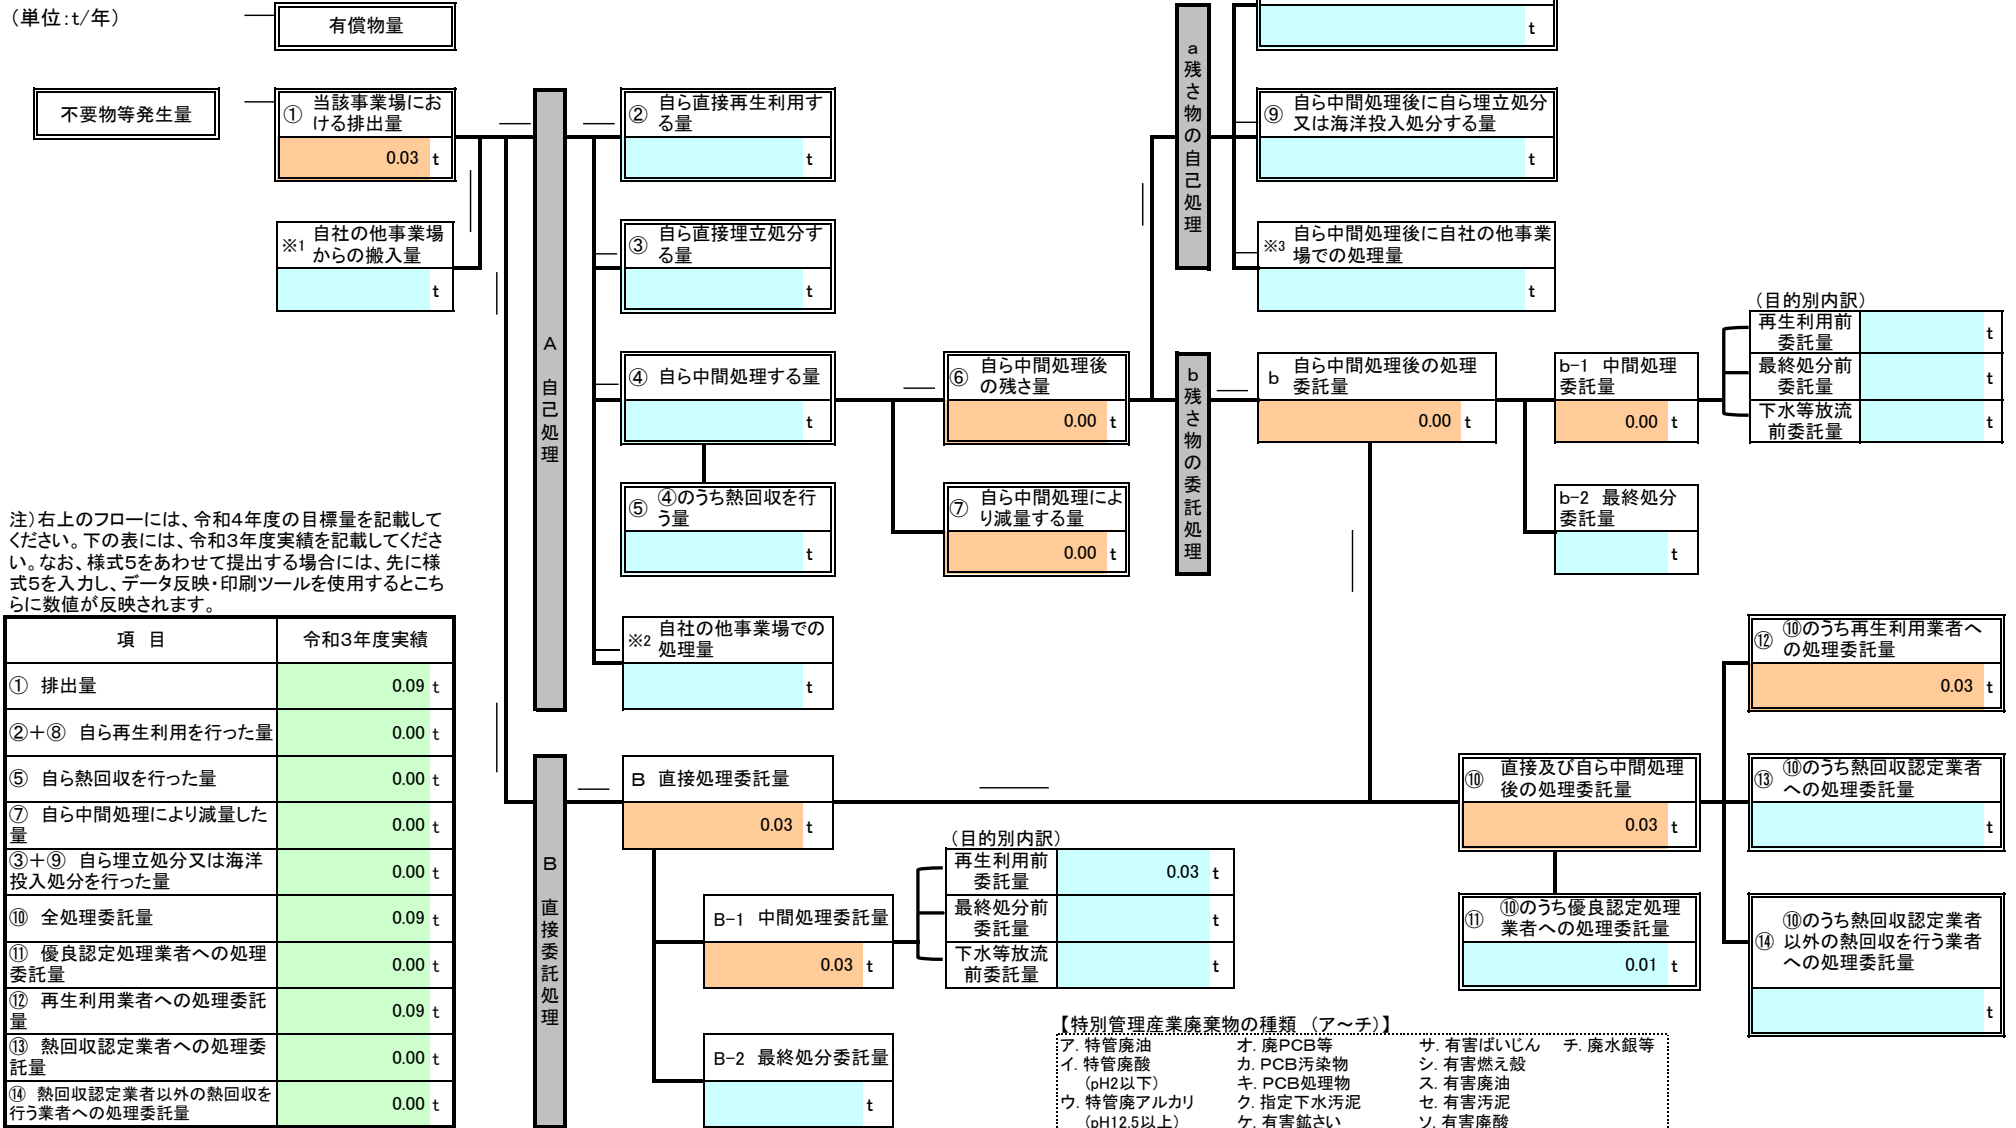 （単位：t/年）
有償物量
t
不要物等発生量
① 当該事業場にお
ける排出量
0.03 t
※1 自社の他事業場
からの搬入量
t
A 自己処理
② 自ら直接再生利用す
る量
t
③ 自ら直接埋立処分す
る量
t
④ 自ら中間処理する量
t
⑤ ④のうち熱回収を行
う量
t
※2 自社の他事業場での
処理量
t
⑥ 自ら中間処理後
の残さ量
0.00 t
⑦ 自ら中間処理によ
り減量する量
0.00 t
a 残さ物の自己処理
⑨ 自ら中間処理後に自ら埋立処分
又は海洋投入処分する量
t
※3 自ら中間処理後に自社の他事業
場での処理量
t
b 残さ物の委託処理
b 自ら中間処理後の処理
委託量
0.00 t
b-1 中間処理
委託量
0.00 t
b-2 最終処分
委託量
t
（目的別内訳）
再生利用前
委託量
t
最終処分前
委託量
t
下水等放流
前委託量
t
注）右上のフローには、令和４年度の目標量を記載して
ください。下の表には、令和３年度実績を記載してくださ
い。なお、様式５をあわせて提出する場合には、先に様
式５を入力し、データ反映・印刷ツールを使用するとこち
らに数値が反映されます。
項 目 令和３年度実績
① 排出量 0.09 t
②＋⑧ 自ら再生利用を行った量 0.00 t
⑤ 自ら熱回収を行った量 0.00 t
⑦ 自ら中間処理により減量した
量 0.00 t
③＋⑨ 自ら埋立処分又は海洋
投入処分を行った量 0.00 t
⑩ 全処理委託量 0.09 t
⑪ 優良認定処理業者への処理
委託量 0.00 t
⑫ 再生利用業者への処理委託
量 0.09 t
⑬ 熱回収認定業者への処理委
託量 0.00 t
⑭ 熱回収認定業者以外の熱回収を
行う業者への処理委託量 0.00 t
B 直接委託処理
B 直接処理委託量
0.03 t
B-1 中間処理委託量
0.03 t
B-2 最終処分委託量
t
（目的別内訳）
再生利用前
委託量
0.03 t
最終処分前
委託量
t
下水等放流
前委託量
t
⑩ 直接及び自ら中間処理
後の処理委託量
0.03 t
⑪ ⑩のうち優良認定処理
業者への処理委託量
0.01 t
⑫ ⑩のうち再生利用業者へ
の処理委託量
0.03 t
⑬ ⑩のうち熱回収認定業者
への処理委託量
t
⑭ ⑩のうち熱回収認定業者
以外の熱回収を行う業者
への処理委託量
t
【特別管理産業廃棄物の種類 （ア～チ）】
ア. 特管廃油 オ. 廃PCB等 サ. 有害ばいじん チ. 廃水銀等
イ. 特管廃酸 カ. PCB汚染物 シ. 有害燃え殻
（pH2以下） キ. PCB処理物 ス. 有害廃油
ウ. 特管廃アルカリ ク. 指定下水汚泥 セ. 有害汚泥
（pH12.5以上） ケ. 有害鉱さい ソ. 有害廃酸